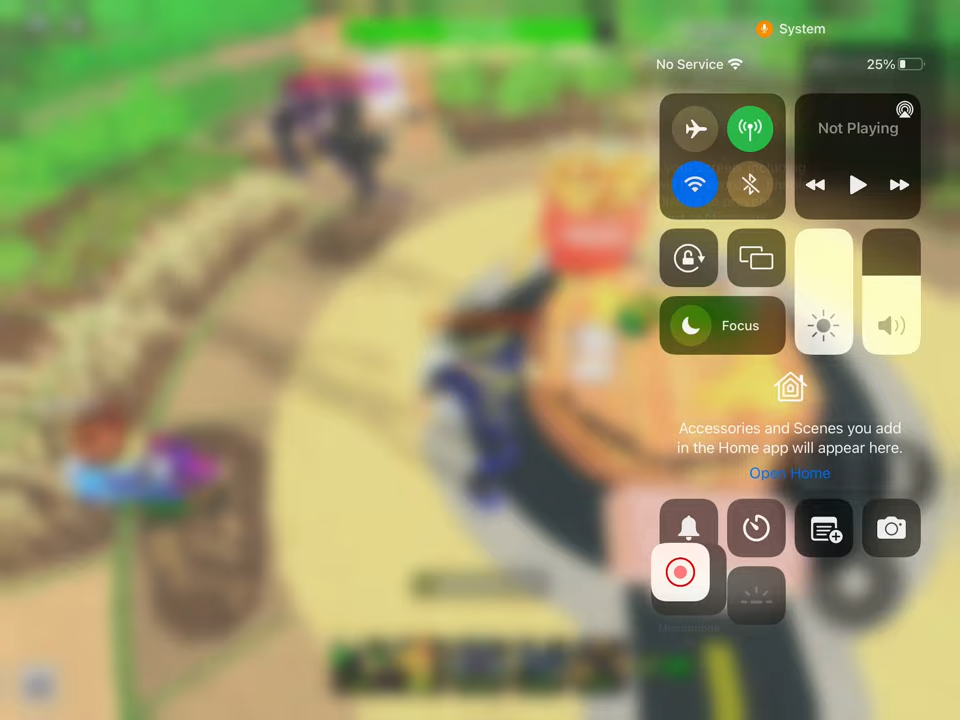 System
No Service
25%
Not Playing
Focus
Accessories and Scenes you add
in the Home app will appear here.
Open Home
Microphone